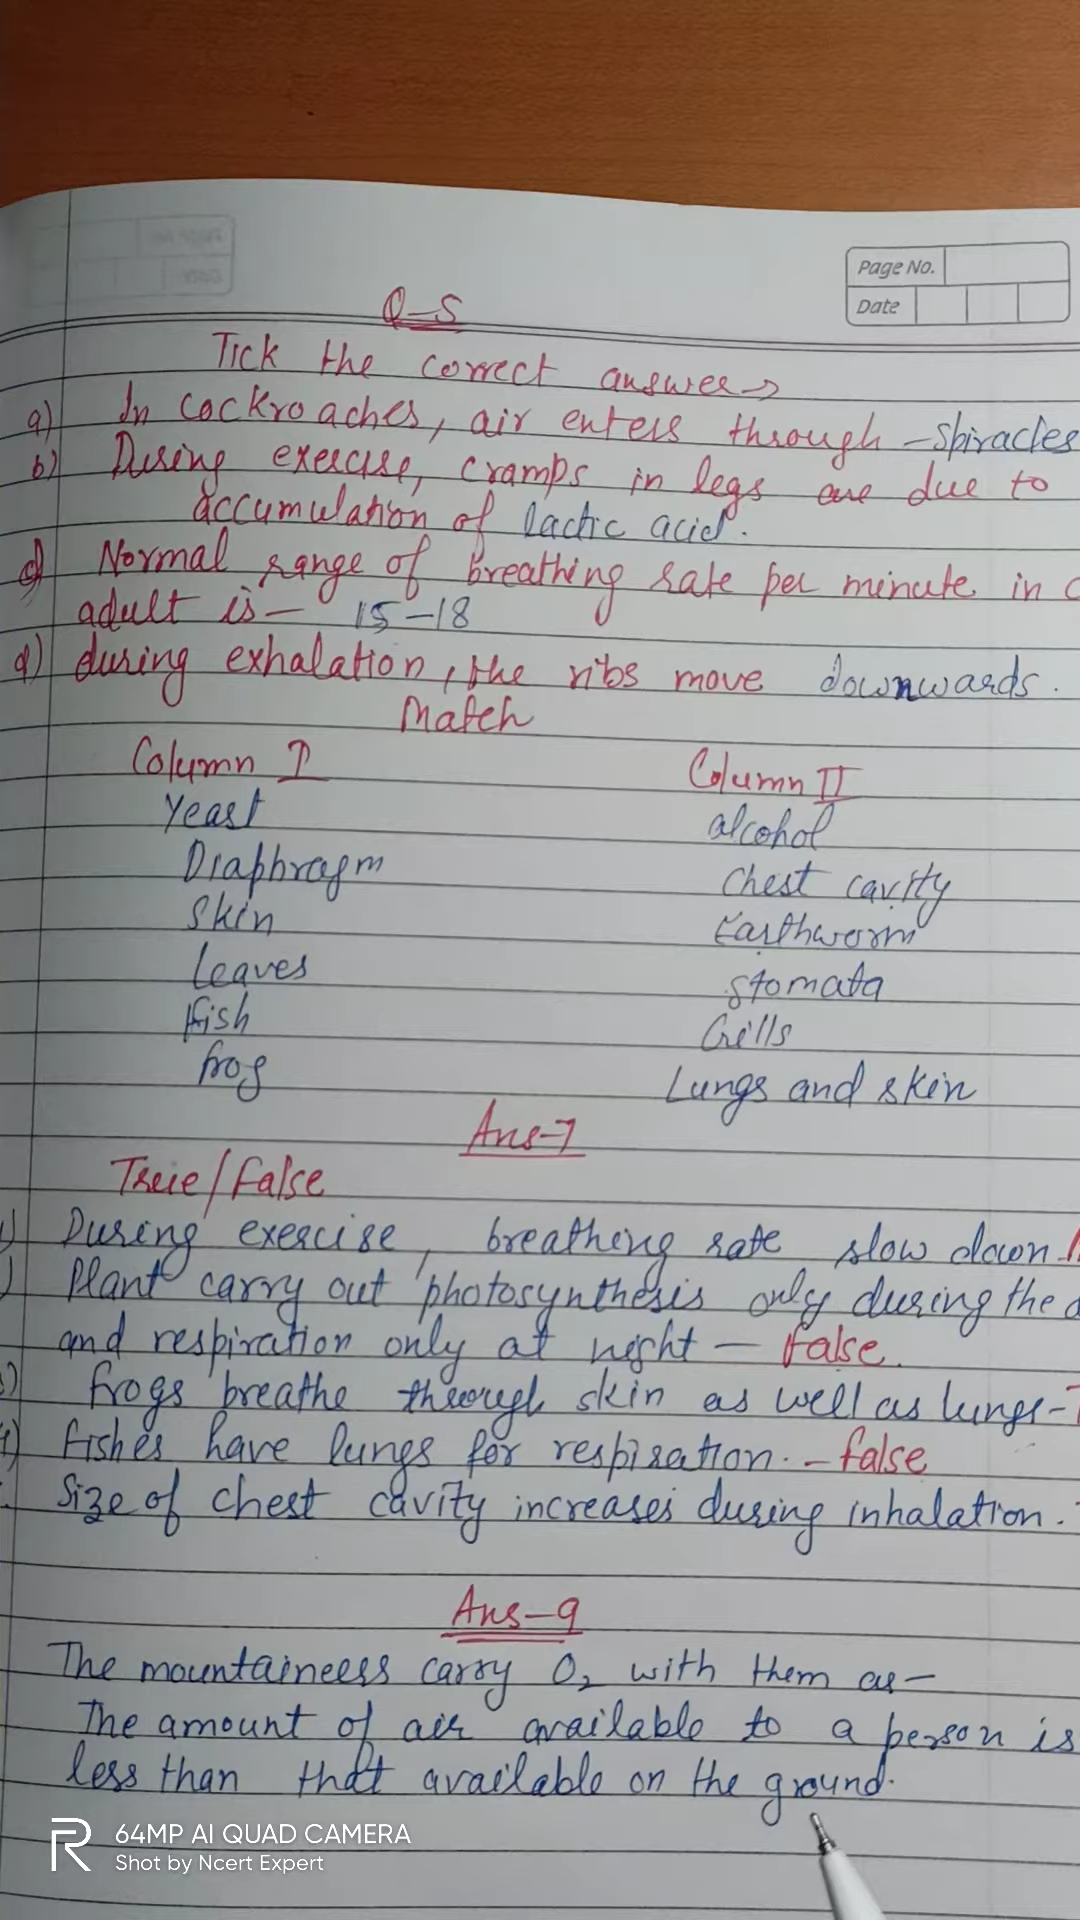 Page No.
Date
Q-5
Tick the correct answer→
a) In cockroaches, air enters through - Spiracles
b) During exercise, cramps in legs are due to
accumulation of lactic acid.
c) Normal range of breathing rate per minute in
adult is - 15-18
d) during exhalation, the ribs move downwards.
Match
Column I Column II
Yeast alcohol
Diaphragm Chest cavity
Skin Earthworm
Leaves Stomata
Fish Gills
frog Lungs and skin
Ans-7
True/False
During exercise, breathing rate slow down.
Plant carry out photosynthesis only during the
and respiration only at night - False.
frogs breathe through skin as well as lungs-
fishes have lungs for respiration. - false
Size of chest cavity increases during inhalation.
Ans-9
The mountaineers carry O₂ with them as-
The amount of air available to a person is
less than that available on the ground.
R 64MP AI QUAD CAMERA
Shot by Ncert Expert